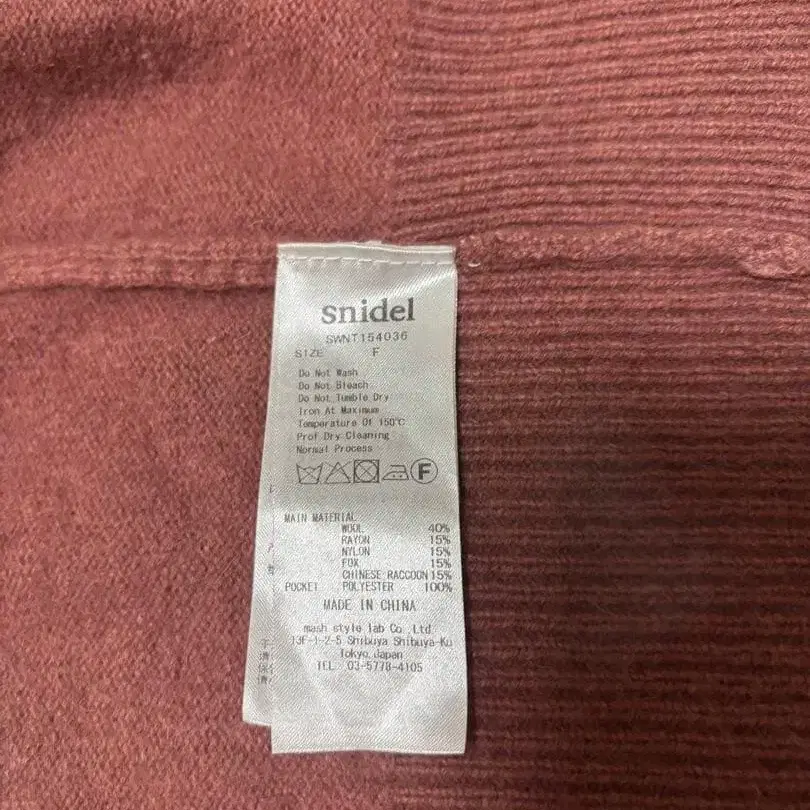 snidel
SWNT154036
SIZE F
Do Not Wash
Do Not Bleach
Do Not Tumble Dry
Iron At Maximum
Temperature Of 150℃
Prof Dry Cleaning
Normal Process
F
MAIN MATERIAL
WOOL 40%
RAYON 15%
NYLON 15%
FOX 15%
CHINESE RACCOON 15%
POCKET POLYESTER 100%
MADE IN CHINA
mash style lab Co.,Ltd.
13F-1-2-5 Shibuya Shibuya-Ku
Tokyo,Japan
TEL 03-5778-4105